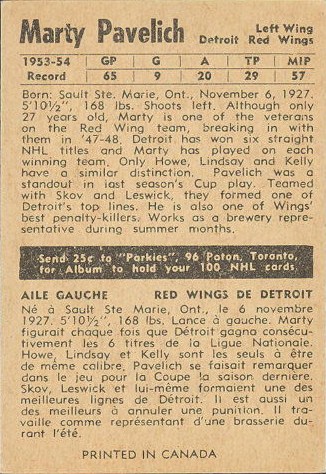 Marty Pavelich Left Wing
Detroit Red Wings
1953-54 GP G A TP MIP
Record 65 9 20 29 57
Born: Sault Ste. Marie, Ont., November 6, 1927.
5'10½", 168 lbs. Shoots left. Although only
27 years old, Marty is one of the veterans
on the Red Wing team, breaking in with
them in '47-48, Detroit has won six straight
NHL titles and Marty has played on each
winning team. Only Howe, Lindsay and Kelly
have a similar distinction. Pavelich was a
standout in last season's Cup play. Teamed
with Skov and Leswick, they formed one of
Detroit's top lines. He is also one of Wings'
best penalty-killers. Works as a brewery repre-
sentative during summer months.
Send 25c to "Parkies", 96 Poton, Toronto,
for Album to hold your 100 NHL cards.
AILE GAUCHE RED WINGS DE DETROIT
Né à Sault Ste Marie, Ont., le 6 novembre
1927. 5'10½", 168 lbs, Lance à gauche. Marty
figurait chaque fois que Détroit gagna consécu-
tivement les 6 titres de la Ligue Nationale.
Howe, Lindsay et Kelly sont les seuls à être
de même calibre. Pavelich se faisait remarquer
dans le jeu pour la Coupe la saison dernière.
Skov, Leswick et lui-même formaient une des
meilleures lignes de Détroit. Il est aussi un
des meilleurs à annuler une punition. Il tra-
vaille comme représentant d'une brasserie du-
rant l'été.
PRINTED IN CANADA